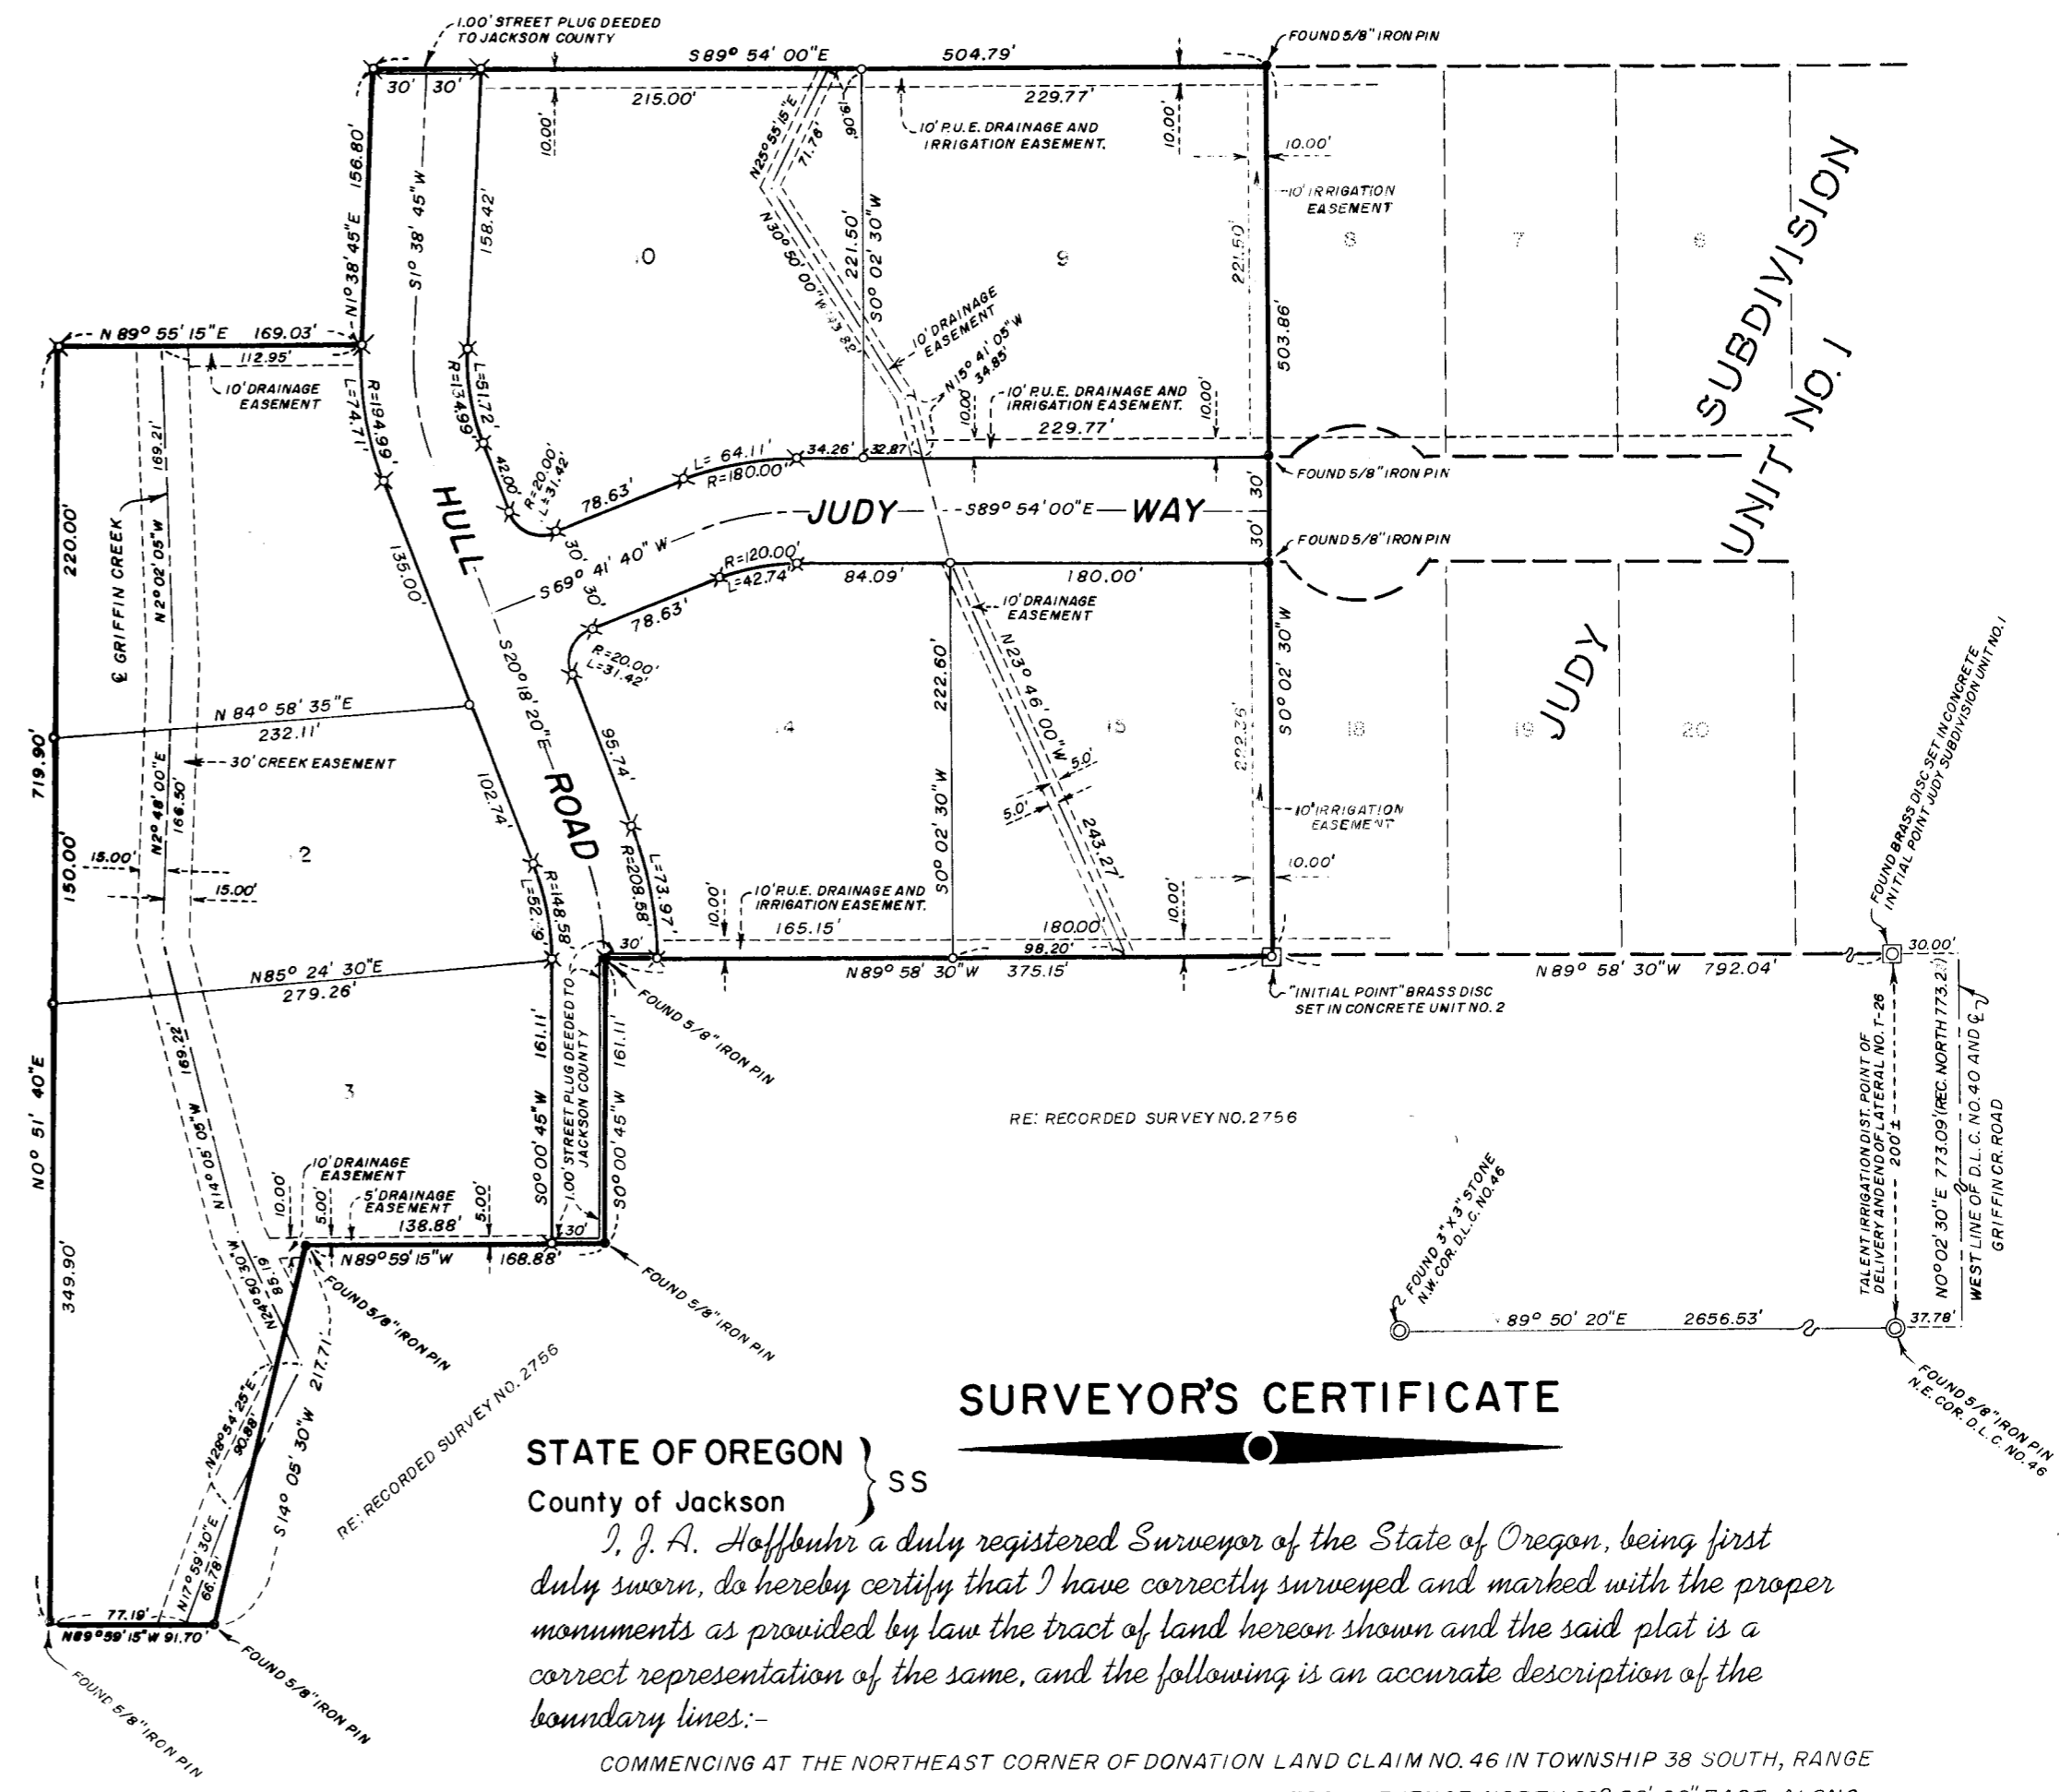 1.00' STREET PLUG DEEDED
TO JACKSON COUNTY
S89° 54' 00"E 504.79'
FOUND 5/8" IRON PIN
30' 30'
215.00'
229.77'
10.00'
10.00'
10' P.U.E. DRAINAGE AND
IRRIGATION EASEMENT.
N25°55'15"E
71.76'
90.19'
10.00'
10' IRRIGATION
EASEMENT
N1°38'45"E 156.80'
S1° 38' 45"W
158.42'
N30°50'00"W
221.50'
S0° 02' 30"W
221.50'
503.86'
9
8
7
6
SUBDIVISION
UNIT NO. 1
JUDY
N 89° 55' 15"E 169.03'
112.95'
10' DRAINAGE
EASEMENT
R=194.99'
L=74.71'
L=51.72'
R=134.99'
42.00'
R=20.00'
L=31.42'
10' DRAINAGE
EASEMENT
N15° 41' 05"W
34.85'
10' P.U.E. DRAINAGE AND
IRRIGATION EASEMENT.
10.00'
10.00'
229.77'
78.63'
L= 64.11'
R=180.00'
34.26'
32.87'
FOUND 5/8" IRON PIN
JUDY S89° 54' 00"E WAY
30'
30'
FOUND 5/8" IRON PIN
HULL
S69° 41' 40" W
30'
30'
R=120.00'
L=42.74'
84.09'
180.00'
78.63'
R=20.00'
L=31.42'
10' DRAINAGE
EASEMENT
220.00'
℄ GRIFFIN CREEK
N2° 02' 05"W
169.21'
135.00'
S20° 18' 20"E
N 84° 58' 35"E
232.11'
719.90'
N2° 48' 00"E
166.50'
30' CREEK EASEMENT
102.74'
ROAD
95.74'
222.60'
S0° 02' 30"W
N23° 46' 00"W
243.27'
5.0'
5.0'
15
S0° 02' 30"W
18
19
20
10' IRRIGATION
EASEMENT
10.00'
150.00'
15.00'
15.00'
2
R=148.58'
R=208.58'
L=73.97'
10' P.U.E. DRAINAGE AND
IRRIGATION EASEMENT.
10.00'
10.00'
30'
165.15'
180.00'
98.20'
N89° 58' 30"W 375.15'
N89° 58' 30"W 792.04'
30.00'
FOUND BRASS DISC SET IN CONCRETE
INITIAL POINT JUDY SUBDIVISION UNIT NO. 1
"INITIAL POINT" BRASS DISC
SET IN CONCRETE UNIT NO. 2
N85° 24' 30"E
279.26'
FOUND 5/8" IRON PIN
S0° 00' 45"W 161.11'
1.00' STREET PLUG DEEDED TO
JACKSON COUNTY
S0° 00' 45"W 161.11'
N0° 51' 40"E
349.90'
169.22'
N14° 05' 05"W
3
10' DRAINAGE
EASEMENT
5' DRAINAGE
EASEMENT
10.00'
5.00'
5.00'
138.88'
30'
N89° 59' 15"W 168.88'
N24° 50' 30"W
85.19'
FOUND 5/8" IRON PIN
FOUND 5/8" IRON PIN
RE: RECORDED SURVEY NO. 2756
TALENT IRRIGATION DIST. POINT OF
DELIVERY AND END OF LATERAL NO. T-26
200'±
WEST LINE OF D.L.C. NO. 40 AND ℄
GRIFFIN CR. ROAD
FOUND 3" X 3" STONE
N.W. COR. D.L.C. NO. 46
89° 50' 20"E 2656.53'
37.78'
FOUND 5/8" IRON PIN
N.E. COR. D.L.C. NO. 46
N28° 54' 25"E
90.88'
S14° 05' 30"W 217.71'
RE: RECORDED SURVEY NO. 2756
N17° 59' 30"E
66.78'
77.19'
N89° 59' 15"W 91.70'
FOUND 5/8" IRON PIN
FOUND 5/8" IRON PIN
SURVEYOR'S CERTIFICATE
STATE OF OREGON
County of Jackson } SS
I, J. A. Hoffbuhr a duly registered Surveyor of the State of Oregon, being first
duly sworn, do hereby certify that I have correctly surveyed and marked with the proper
monuments as provided by law the tract of land hereon shown and the said plat is a
correct representation of the same, and the following is an accurate description of the
boundary lines:-
COMMENCING AT THE NORTHEAST CORNER OF DONATION LAND CLAIM NO. 46 IN TOWNSHIP 38 SOUTH, RANGE